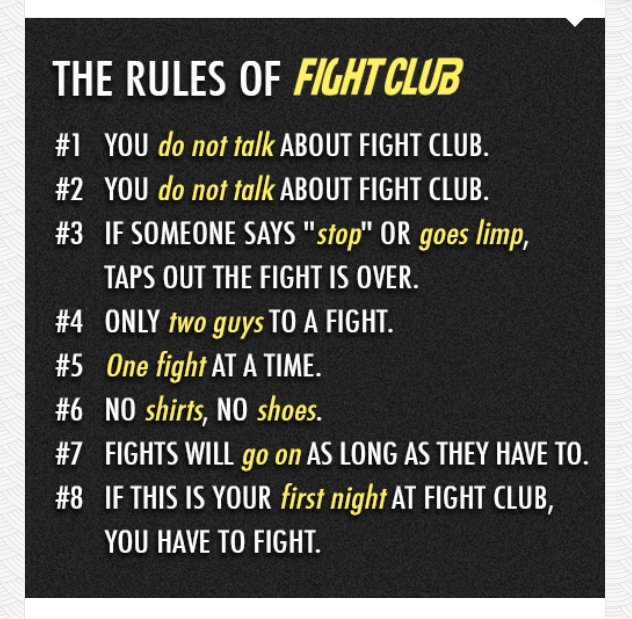 THE RULES OF FIGHT CLUB
#1 YOU do not talk ABOUT FIGHT CLUB.
#2 YOU do not talk ABOUT FIGHT CLUB.
#3 IF SOMEONE SAYS "stop" OR goes limp,
TAPS OUT THE FIGHT IS OVER.
#4 ONLY two guys TO A FIGHT.
#5 One fight AT A TIME.
#6 NO shirts, NO shoes.
#7 FIGHTS WILL go on AS LONG AS THEY HAVE TO.
#8 IF THIS IS YOUR first night AT FIGHT CLUB,
YOU HAVE TO FIGHT.